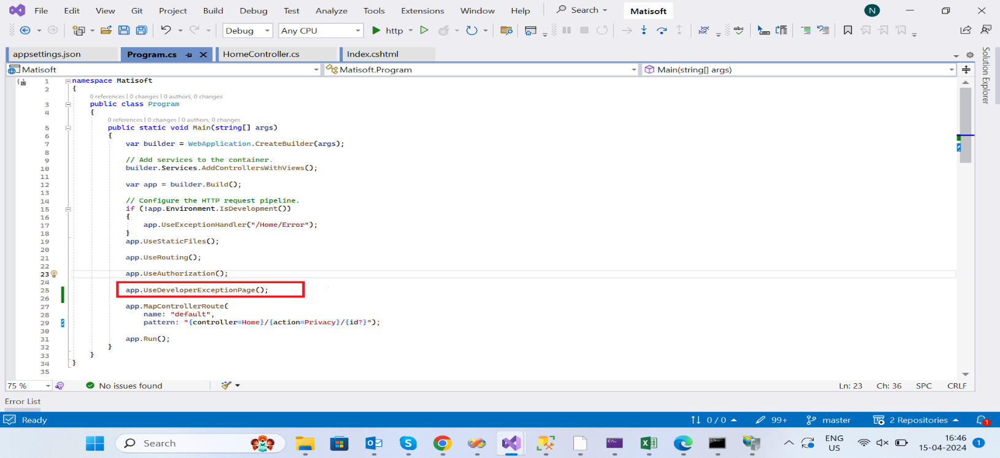 File Edit View Git Project Build Debug Test Analyze Tools Extensions Window Help Search Matisoft N
Debug Any CPU http abc
appsettings.json Program.cs HomeController.cs Index.cshtml
Matisoft Matisoft.Program Main(string[] args)
Solution Explorer
1 namespace Matisoft
2 {
0 references | 0 changes | 0 authors, 0 changes
3 public class Program
4 {
0 references | 0 changes | 0 authors, 0 changes
5 public static void Main(string[] args)
6 {
7 var builder = WebApplication.CreateBuilder(args);
8
9 // Add services to the container.
10 builder.Services.AddControllersWithViews();
11
12 var app = builder.Build();
13
14 // Configure the HTTP request pipeline.
15 if (!app.Environment.IsDevelopment())
16 {
17 app.UseExceptionHandler("/Home/Error");
18 }
19 app.UseStaticFiles();
20
21 app.UseRouting();
22
23 app.UseAuthorization();
24
25 app.UseDeveloperExceptionPage();
26
27 app.MapControllerRoute(
28 name: "default",
29 pattern: "{controller=Home}/{action=Privacy}/{id?}");
30
31 app.Run();
32 }
33 }
34 }
35
75 % No issues found Ln: 23 Ch: 36 SPC CRLF
Error List
Ready 0 / 0 99+ master 2 Repositories 1
Search ENG US 16:46 15-04-2024 1